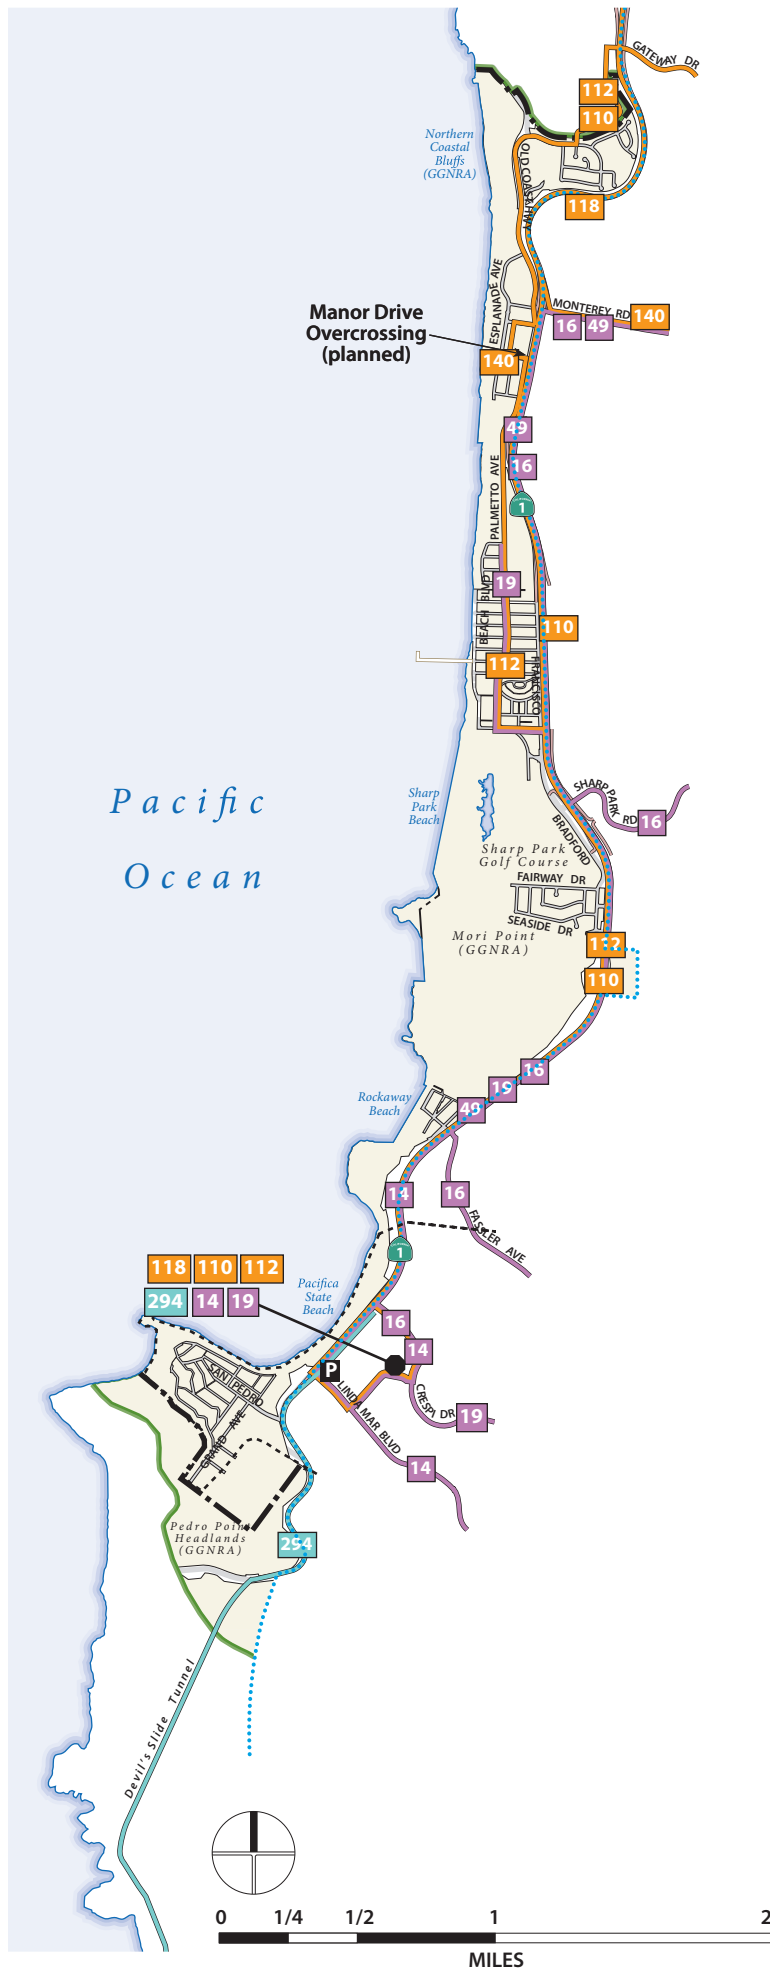 GATEWAY DR
112
110
Northern
Coastal
Bluffs
(GGNRA)
OLD COAST HWY
118
ESPLANADE AVE
MONTEREY RD
140
16
49
Manor Drive
Overcrossing
(planned)
140
49
16
PALMETTO AVE
1
19
BEACH BLVD
110
112
FRANCISCO
Pacific
Ocean
Sharp
Park
Beach
SHARP PARK RD
16
BRADFORD
Sharp Park
Golf Course
FAIRWAY DR
SEASIDE DR
Mori Point
(GGNRA)
112
110
16
19
49
Rockaway
Beach
14
16
FASSLER AVE
1
118 110 112
294 14 19
Pacifica
State
Beach
16
14
P
SAN PEDRO
LINDA MAR BLVD
CRESPI DR
19
GRAND AVE
14
Pedro Point
Headlands
(GGNRA)
294
Devil's Slide Tunnel
0 1/4 1/2 1 2
MILES